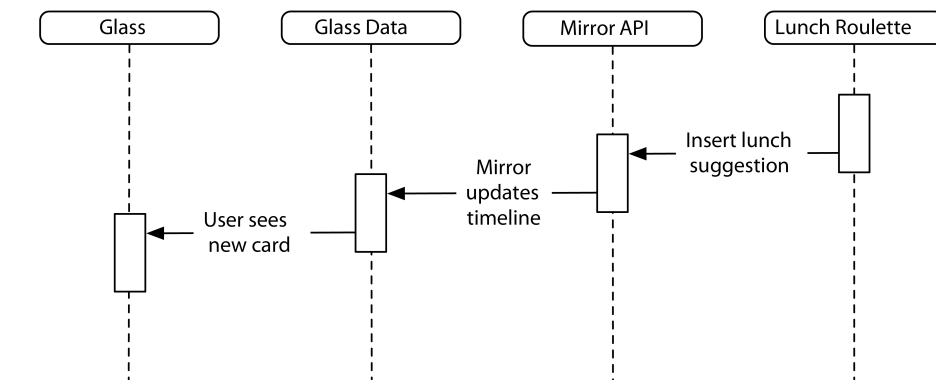 Glass
Glass Data
Mirror API
Lunch Roulette
Insert lunch
suggestion
Mirror
updates
timeline
User sees
new card